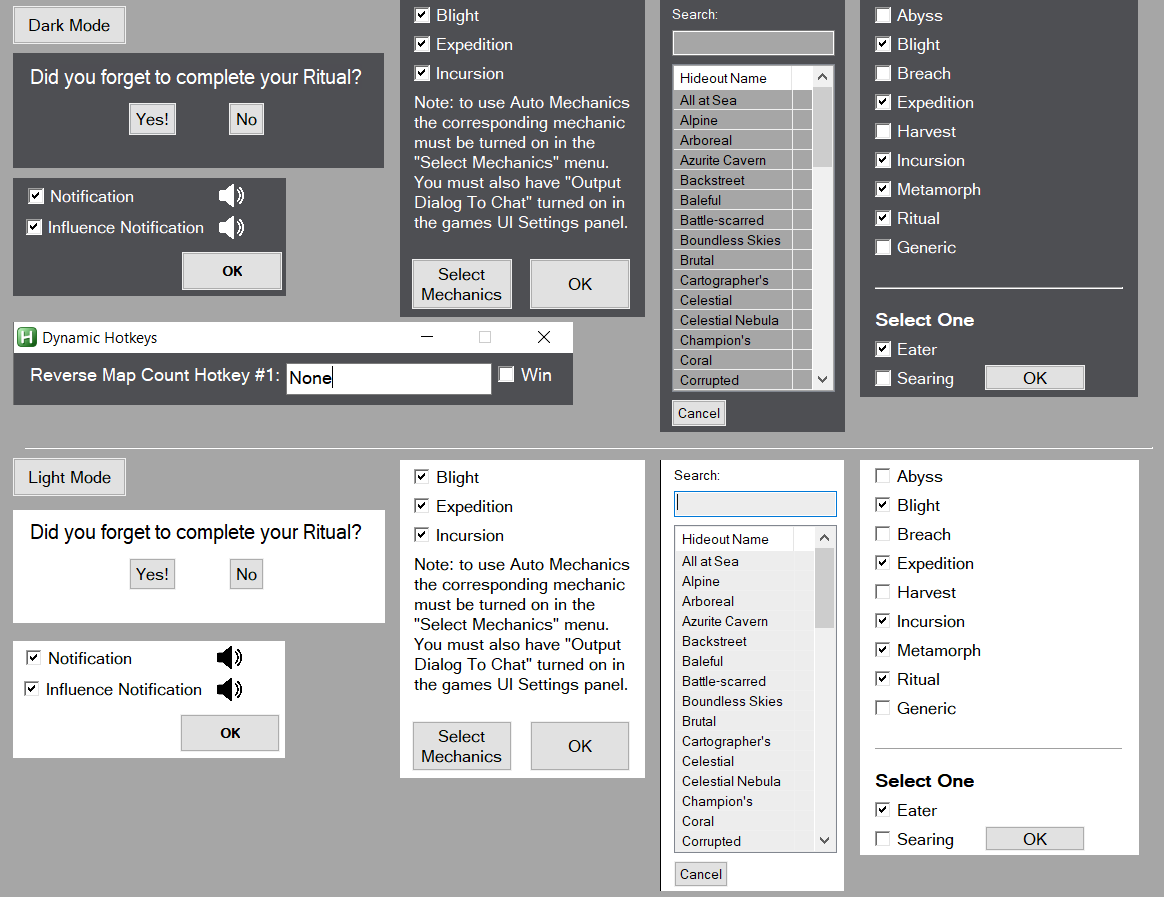 Dark Mode
Did you forget to complete your Ritual?
Yes!
No
Notification
Influence Notification
OK
Blight
Expedition
Incursion
Note: to use Auto Mechanics
the corresponding mechanic
must be turned on in the
"Select Mechanics" menu.
You must also have "Output
Dialog To Chat" turned on in
the games UI Settings panel.
Select
Mechanics
OK
Search:
Hideout Name
All at Sea
Alpine
Arboreal
Azurite Cavern
Backstreet
Baleful
Battle-scarred
Boundless Skies
Brutal
Cartographer's
Celestial
Celestial Nebula
Champion's
Coral
Corrupted
Cancel
Abyss
Blight
Breach
Expedition
Harvest
Incursion
Metamorph
Ritual
Generic
Select One
Eater
Searing
OK
H
Dynamic Hotkeys
Reverse Map Count Hotkey #1:
None
Win
Light Mode
Did you forget to complete your Ritual?
Yes!
No
Notification
Influence Notification
OK
Blight
Expedition
Incursion
Note: to use Auto Mechanics
the corresponding mechanic
must be turned on in the
"Select Mechanics" menu.
You must also have "Output
Dialog To Chat" turned on in
the games UI Settings panel.
Select
Mechanics
OK
Search:
Hideout Name
All at Sea
Alpine
Arboreal
Azurite Cavern
Backstreet
Baleful
Battle-scarred
Boundless Skies
Brutal
Cartographer's
Celestial
Celestial Nebula
Champion's
Coral
Corrupted
Cancel
Abyss
Blight
Breach
Expedition
Harvest
Incursion
Metamorph
Ritual
Generic
Select One
Eater
Searing
OK